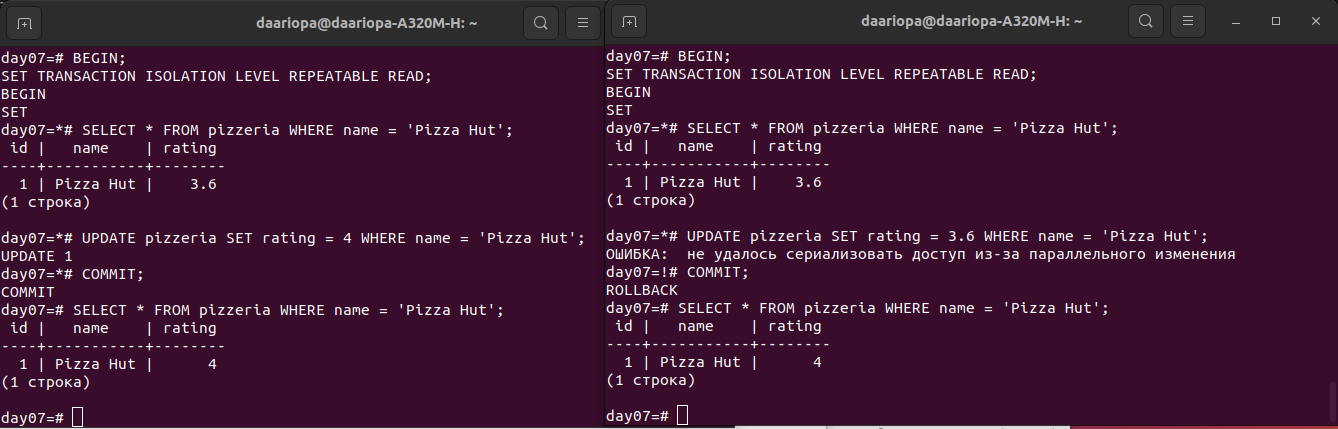 daariopa@daariopa-A320M-H: ~
day07=# BEGIN;
SET TRANSACTION ISOLATION LEVEL REPEATABLE READ;
BEGIN
SET
day07=*# SELECT * FROM pizzeria WHERE name = 'Pizza Hut';
 id |   name    | rating
----+-----------+--------
  1 | Pizza Hut |    3.6
(1 строка)

day07=*# UPDATE pizzeria SET rating = 4 WHERE name = 'Pizza Hut';
UPDATE 1
day07=*# COMMIT;
COMMIT
day07=# SELECT * FROM pizzeria WHERE name = 'Pizza Hut';
 id |   name    | rating
----+-----------+--------
  1 | Pizza Hut |      4
(1 строка)

day07=#
daariopa@daariopa-A320M-H: ~
day07=# BEGIN;
SET TRANSACTION ISOLATION LEVEL REPEATABLE READ;
BEGIN
SET
day07=*# SELECT * FROM pizzeria WHERE name = 'Pizza Hut';
 id |   name    | rating
----+-----------+--------
  1 | Pizza Hut |    3.6
(1 строка)

day07=*# UPDATE pizzeria SET rating = 3.6 WHERE name = 'Pizza Hut';
ОШИБКА:  не удалось сериализовать доступ из-за параллельного изменения
day07=!# COMMIT;
ROLLBACK
day07=# SELECT * FROM pizzeria WHERE name = 'Pizza Hut';
 id |   name    | rating
----+-----------+--------
  1 | Pizza Hut |      4
(1 строка)

day07=#